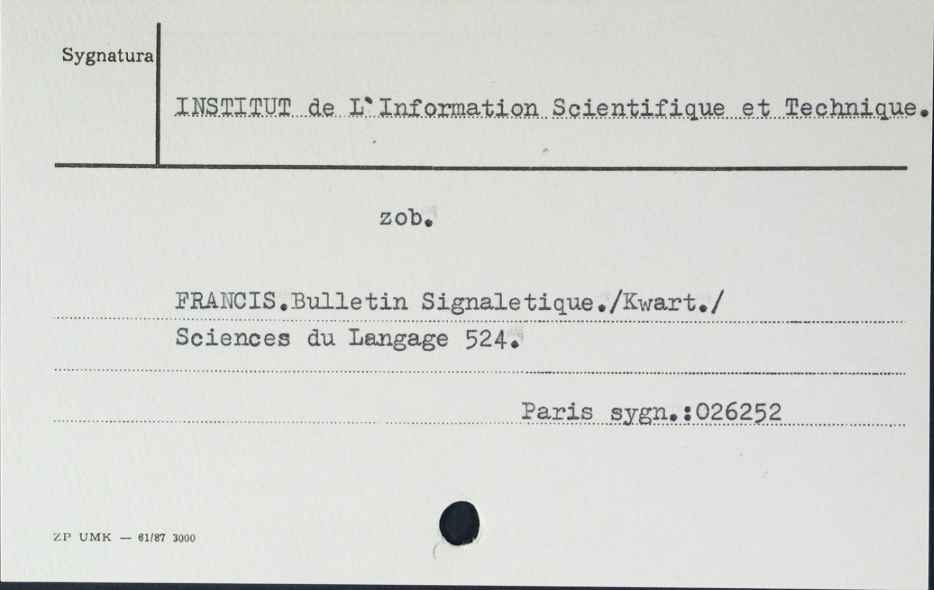 Sygnatura
INSTITUT de L`Information Scientifique et Technique.
zob.
FRANCIS.Bulletin Signaletique./Kwart./
Sciences du Langage 524.
Paris sygn.:026252
ZP UMK — 61/87 3000